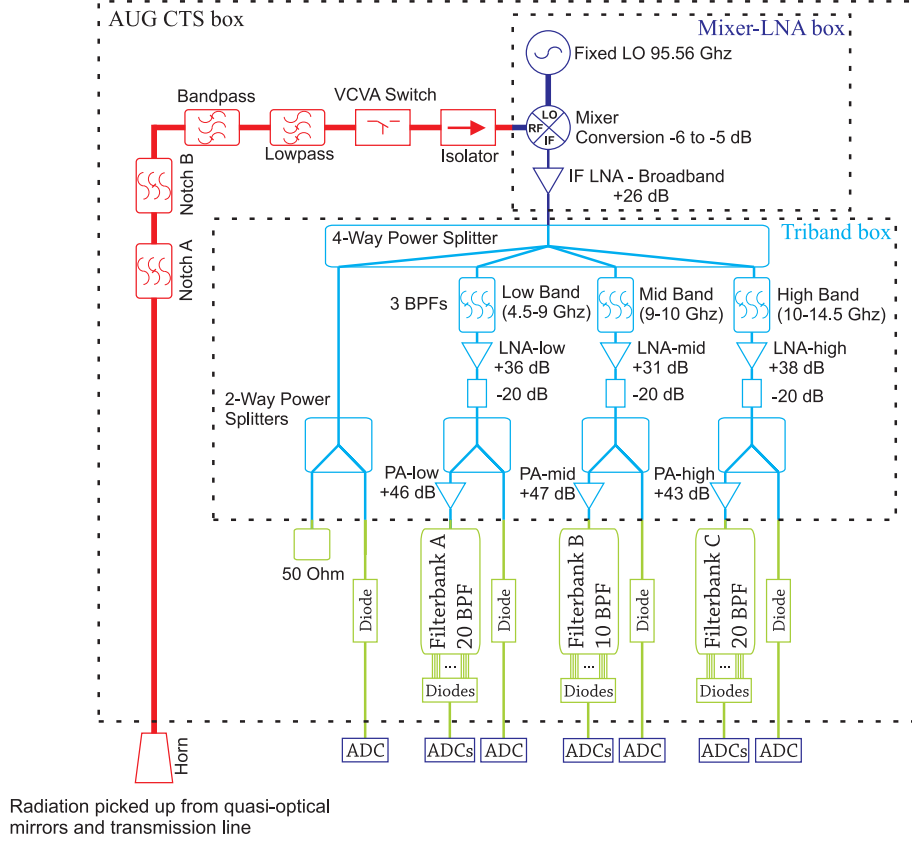 AUG CTS box
Mixer-LNA box
Fixed LO 95.56 Ghz
Bandpass
VCVA Switch
LO
RF
IF
Mixer
Conversion -6 to -5 dB
Lowpass
Isolator
Notch B
IF LNA - Broadband
+26 dB
Notch A
4-Way Power Splitter
Triband box
3 BPFs
Low Band
(4.5-9 Ghz)
Mid Band
(9-10 Ghz)
High Band
(10-14.5 Ghz)
LNA-low
+36 dB
LNA-mid
+31 dB
LNA-high
+38 dB
-20 dB
-20 dB
-20 dB
2-Way Power
Splitters
PA-low
+46 dB
PA-mid
+47 dB
PA-high
+43 dB
50 Ohm
Diode
Filterbank A
20 BPF
Diode
Filterbank B
10 BPF
Diode
Filterbank C
20 BPF
Diode
...
...
...
Diodes
Diodes
Diodes
ADC
ADCs
ADC
ADCs
ADC
ADCs
ADC
Horn
Radiation picked up from quasi-optical
mirrors and transmission line